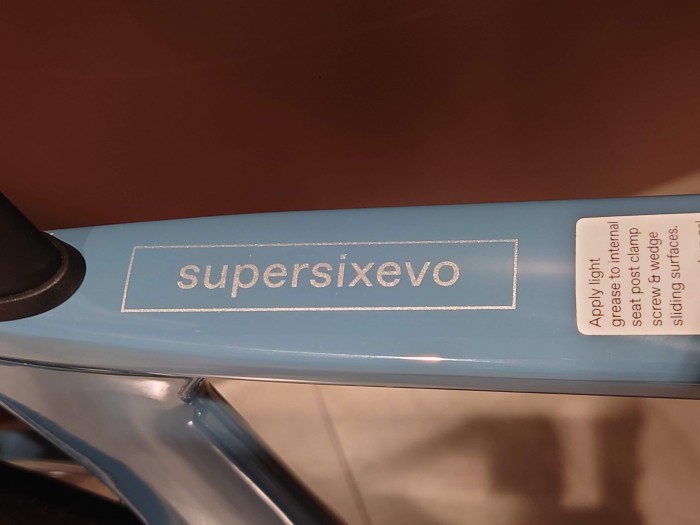 supersixevo
Apply light
grease to internal
seat post clamp
screw & wedge
sliding surfaces.